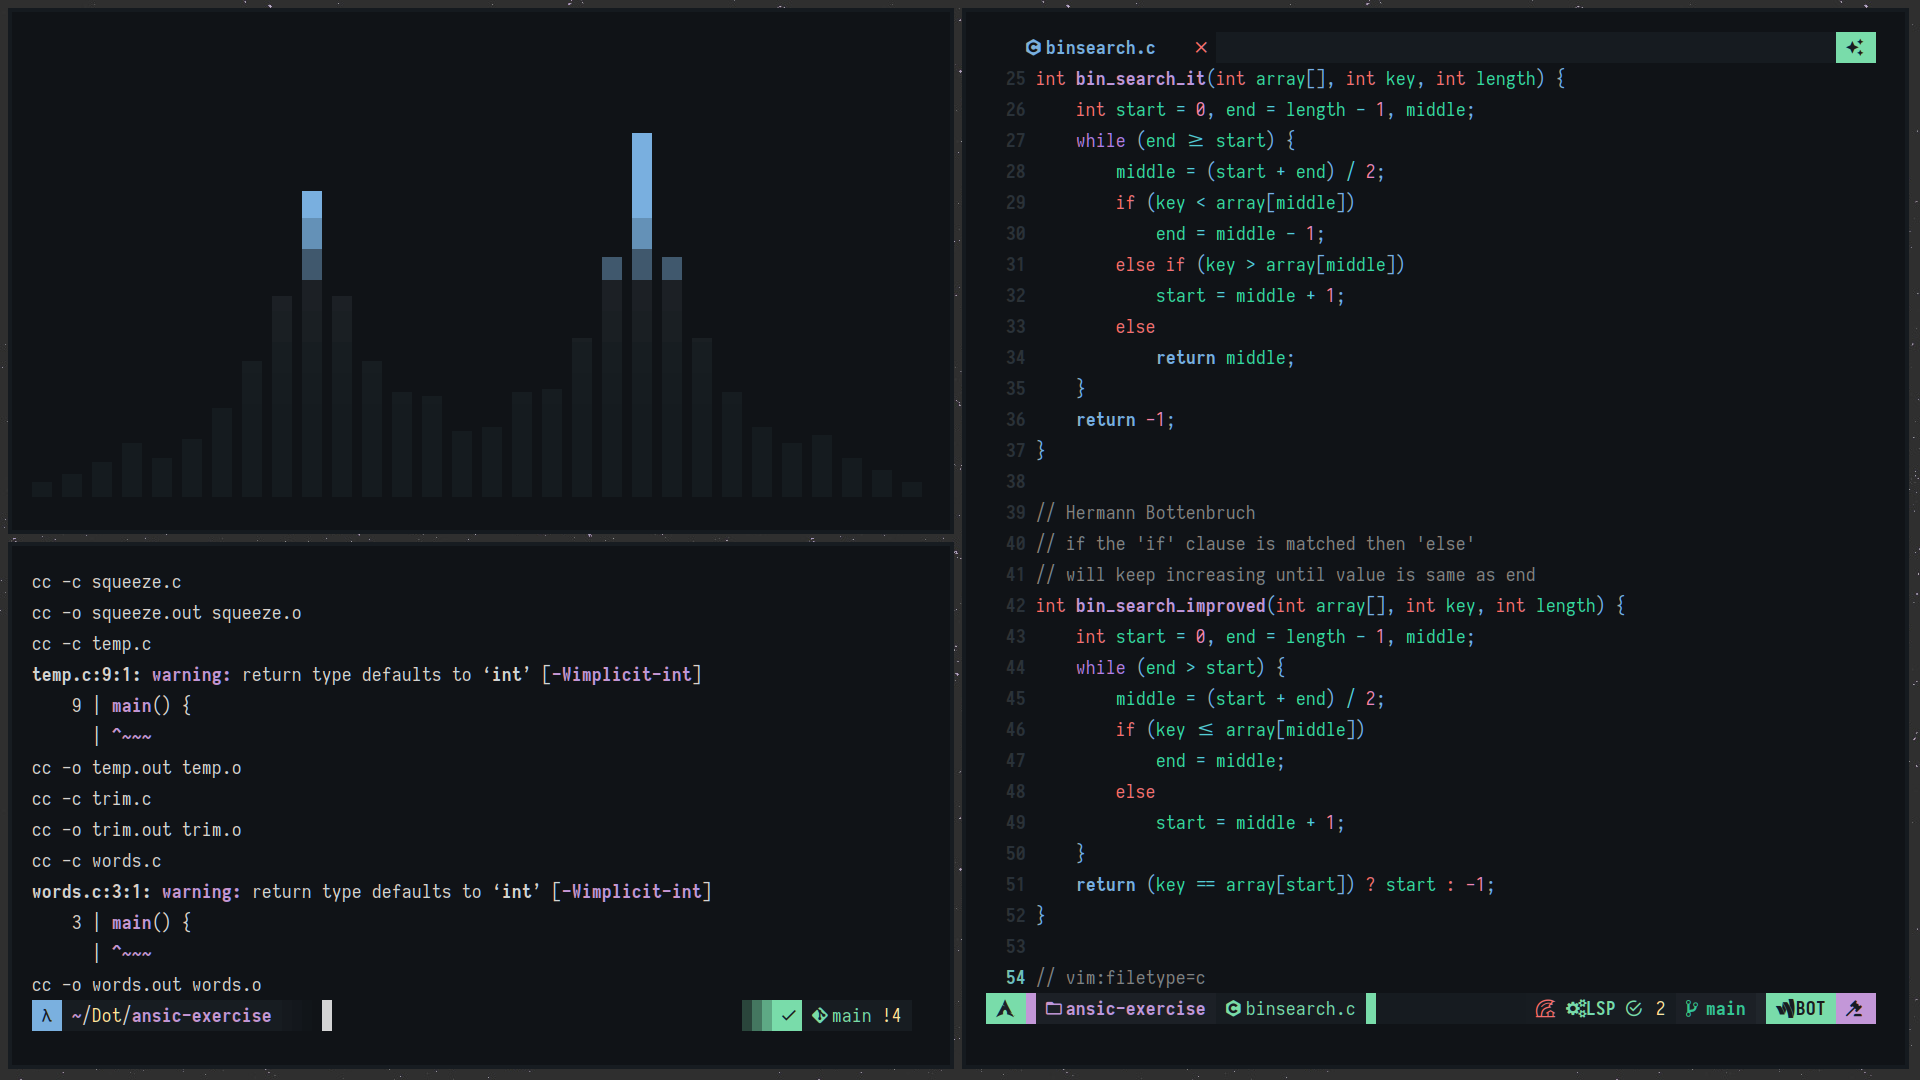 cc -c squeeze.c
cc -o squeeze.out squeeze.o
cc -c temp.c
temp.c:9:1: warning: return type defaults to ‘int’ [-Wimplicit-int]
    9 | main() {
      | ^~~~
cc -o temp.out temp.o
cc -c trim.c
cc -o trim.out trim.o
cc -c words.c
words.c:3:1: warning: return type defaults to ‘int’ [-Wimplicit-int]
    3 | main() {
      | ^~~~
cc -o words.out words.o
λ ~/Dot/ansic-exercise ✓ main !4
binsearch.c ×
25 int bin_search_it(int array[], int key, int length) {
26     int start = 0, end = length - 1, middle;
27     while (end ≥ start) {
28         middle = (start + end) / 2;
29         if (key < array[middle])
30             end = middle - 1;
31         else if (key > array[middle])
32             start = middle + 1;
33         else
34             return middle;
35     }
36     return -1;
37 }
38
39 // Hermann Bottenbruch
40 // if the 'if' clause is matched then 'else'
41 // will keep increasing until value is same as end
42 int bin_search_improved(int array[], int key, int length) {
43     int start = 0, end = length - 1, middle;
44     while (end > start) {
45         middle = (start + end) / 2;
46         if (key ≤ array[middle])
47             end = middle;
48         else
49             start = middle + 1;
50     }
51     return (key == array[start]) ? start : -1;
52 }
53
54 // vim:filetype=c
ansic-exercise binsearch.c LSP 2 main BOT